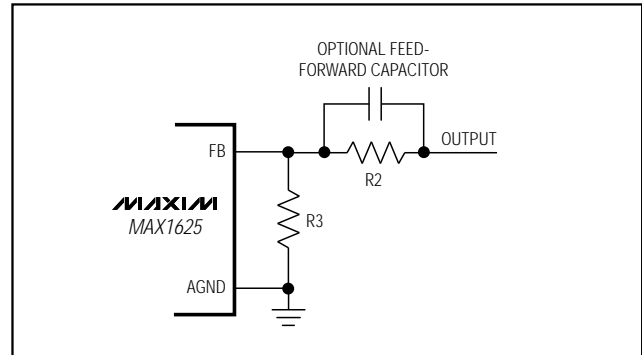 OPTIONAL FEED-
FORWARD CAPACITOR
FB
OUTPUT
R2
MAXIM
MAX1625
R3
AGND